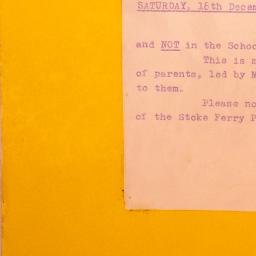 SATURDAY, 16th Decem
and NOT in the Schoo
This is
of parents, led by M
to them.
Please no
of the Stoke Ferry P